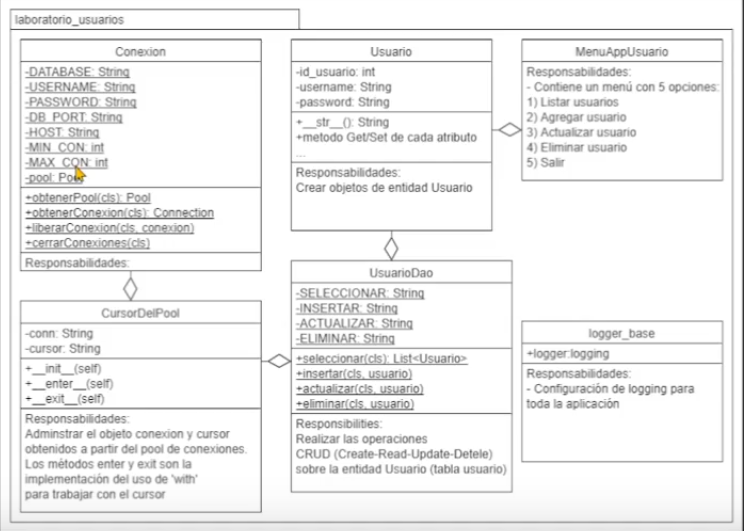 laboratorio_usuarios
Conexion
-DATABASE: String
-USERNAME: String
-PASSWORD: String
-DB_PORT: String
-HOST: String
-MIN_CON: int
-MAX_CON: int
-pool:
+obtenerPool(cls): Pool
+obtenerConexion(cls): Connection
+liberarConexion(cls, conexion)
+cerrarConexiones(cls)
Responsabilidades:
Usuario
-id_usuario: int
-username: String
-password: String
+__str__(): String
+metodo Get/Set de cada atributo
...
Responsabilidades:
Crear objetos de entidad Usuario
MenuAppUsuario
Responsabilidades:
- Contiene un menú con 5 opciones:
1) Listar usuarios
2) Agregar usuario
3) Actualizar usuario
4) Eliminar usuario
5) Salir
CursorDelPool
-conn: String
-cursor: String
+__init__(self)
+__enter__(self)
+__exit__(self)
Responsabilidades:
Adminstrar el objeto conexion y cursor
obtenidos a partir del pool de conexiones.
Los métodos enter y exit son la
implementación del uso de 'with'
para trabajar con el cursor
UsuarioDao
-SELECCIONAR: String
-INSERTAR: String
-ACTUALIZAR: String
-ELIMINAR: String
+seleccionar(cls): List<Usuario>
+insertar(cls, usuario)
+actualizar(cls, usuario)
+eliminar(cls, usuario)
Responsibilities:
Realizar las operaciones
CRUD (Create-Read-Update-Detele)
sobre la entidad Usuario (tabla usuario)
logger_base
+logger:logging
Responsabilidades:
- Configuración de logging para
toda la aplicación